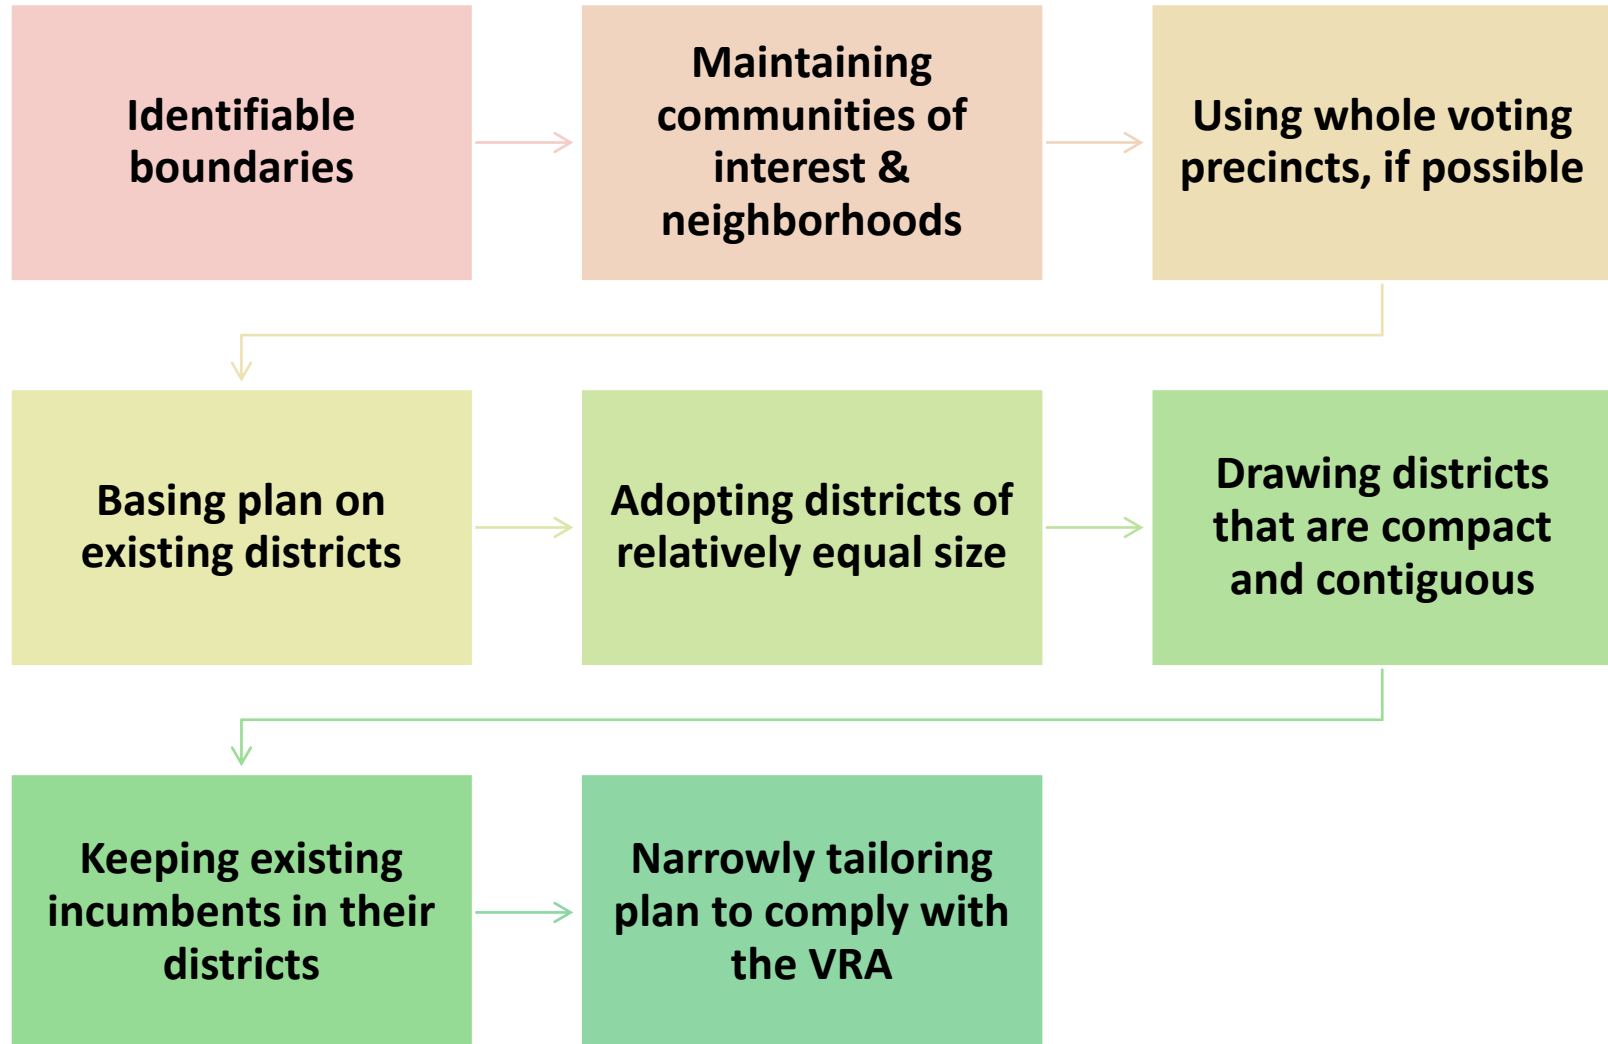 Identifiable
boundaries
Maintaining
communities of
interest &
neighborhoods
Using whole voting
precincts, if possible
Basing plan on
existing districts
Adopting districts of
relatively equal size
Drawing districts
that are compact
and contiguous
Keeping existing
incumbents in their
districts
Narrowly tailoring
plan to comply with
the VRA